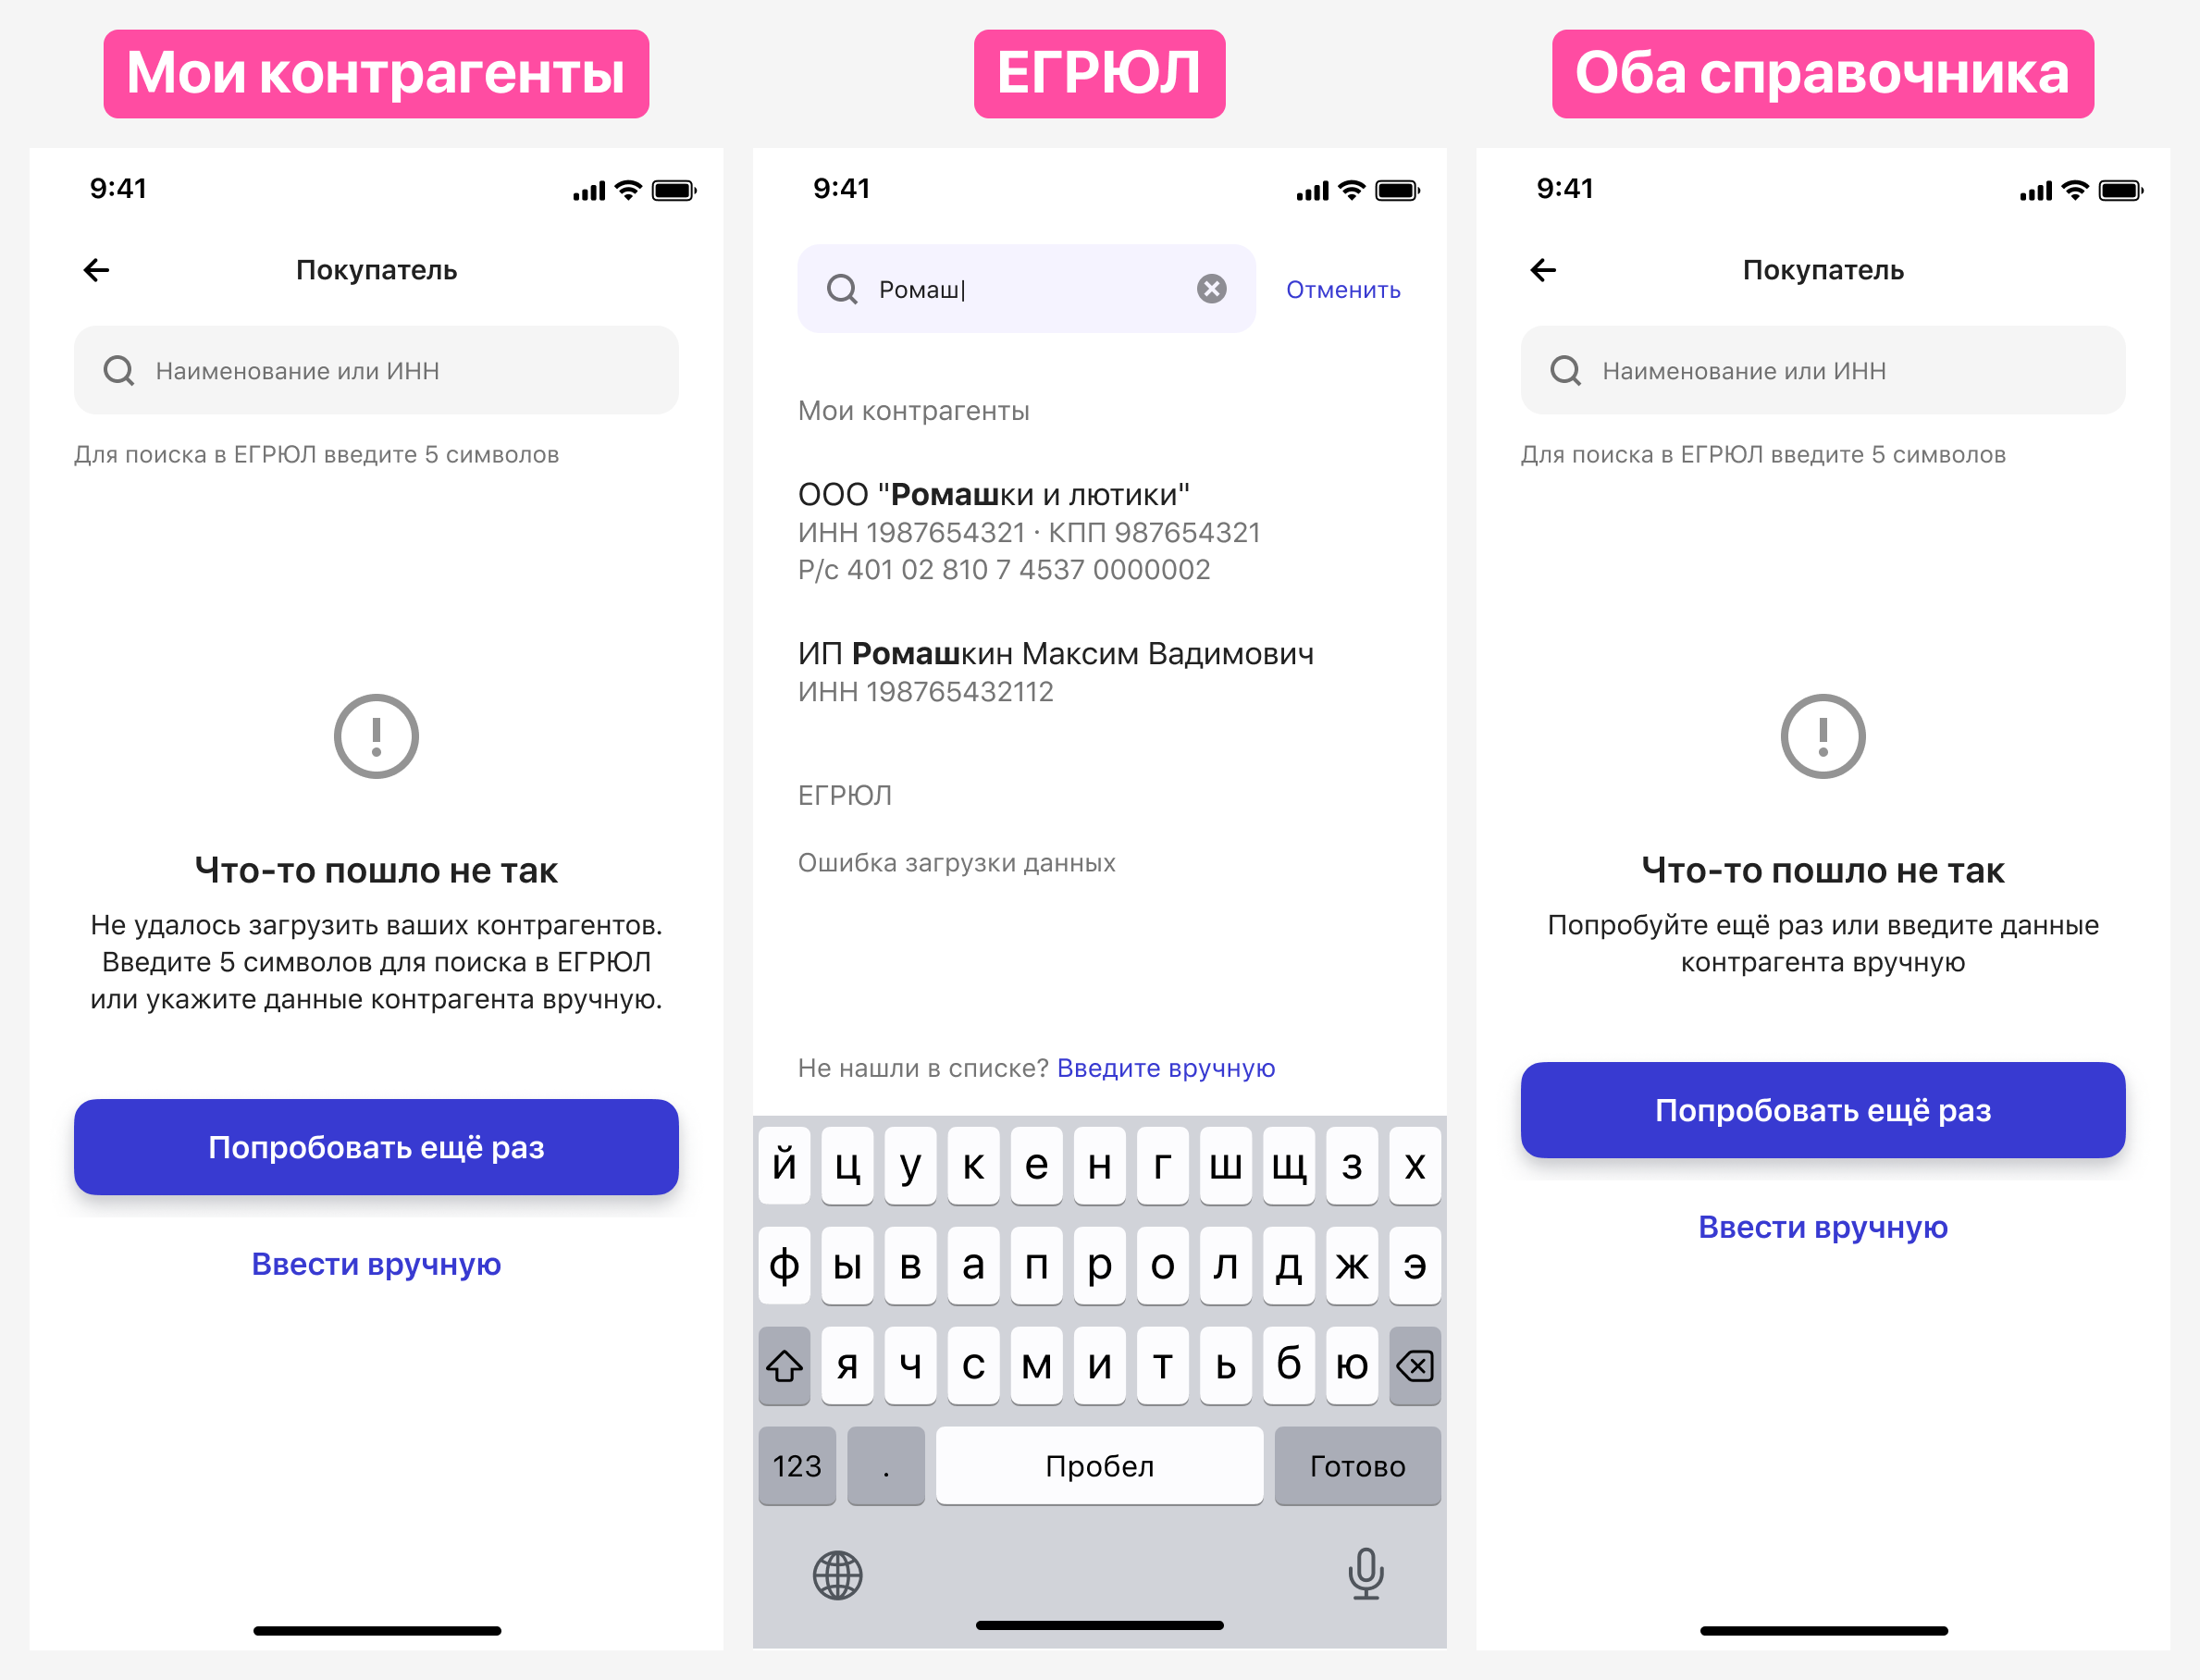 Мои контрагенты
9:41
Покупатель
Наименование или ИНН
Для поиска в ЕГРЮЛ введите 5 символов
Что-то пошло не так
Не удалось загрузить ваших контрагентов.
Введите 5 символов для поиска в ЕГРЮЛ
или укажите данные контрагента вручную.
Попробовать ещё раз
Ввести вручную
ЕГРЮЛ
9:41
Ромаш
Отменить
Мои контрагенты
ООО "Ромашки и лютики"
ИНН 1987654321 · КПП 987654321
Р/с 401 02 810 7 4537 0000002
ИП Ромашкин Максим Вадимович
ИНН 198765432112
ЕГРЮЛ
Ошибка загрузки данных
Не нашли в списке? Введите вручную
й ц у к е н г ш щ з х
ф ы в а п р о л д ж э
я ч с м и т ь б ю
123 . Пробел Готово
Оба справочника
9:41
Покупатель
Наименование или ИНН
Для поиска в ЕГРЮЛ введите 5 символов
Что-то пошло не так
Попробуйте ещё раз или введите данные
контрагента вручную
Попробовать ещё раз
Ввести вручную